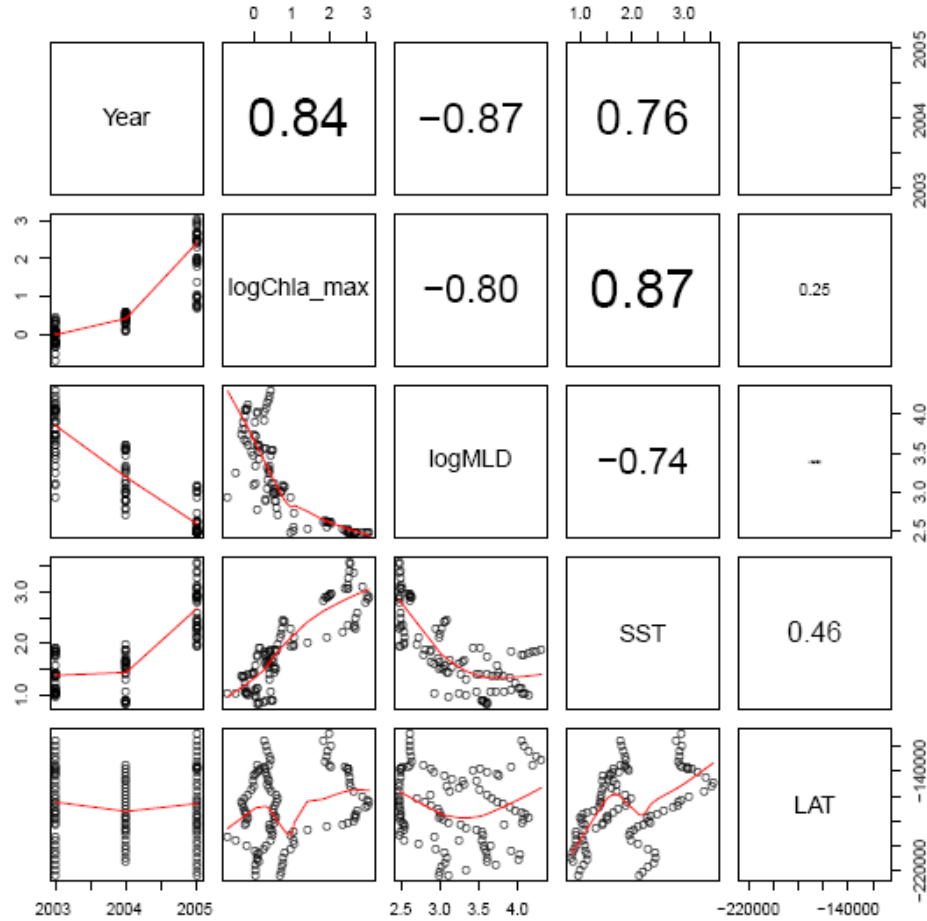 0 1 2 3 1.0 2.0 3.0
Year 0.84 −0.87 0.76
2003 2004 2005
0 1 2 3
logChla_max −0.80 0.87 0.25
logMLD −0.74
2.5 3.0 3.5 4.0
1.0 2.0 3.0
SST 0.46
LAT
−220000 −140000
2003 2004 2005 2.5 3.0 4.0 −220000 −140000